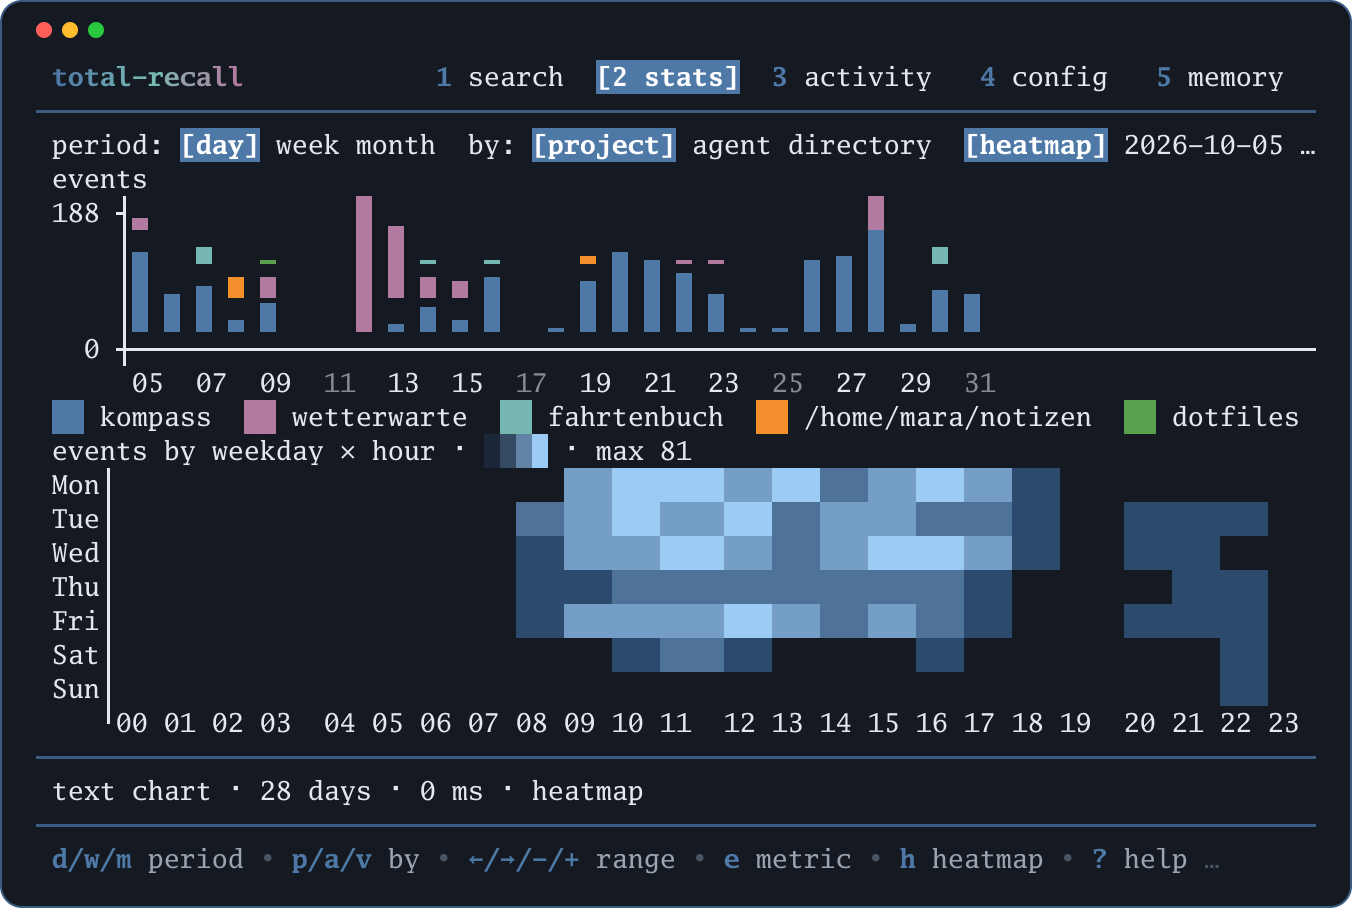 total-recall 1 search [2 stats] 3 activity 4 config 5 memory
period: [day] week month by: [project] agent directory [heatmap] 2026-10-05 …
events
188
0
05 07 09 11 13 15 17 19 21 23 25 27 29 31
kompass wetterwarte fahrtenbuch /home/mara/notizen dotfiles
events by weekday × hour · · max 81
Mon
Tue
Wed
Thu
Fri
Sat
Sun
00 01 02 03 04 05 06 07 08 09 10 11 12 13 14 15 16 17 18 19 20 21 22 23
text chart · 28 days · 0 ms · heatmap
d/w/m period • p/a/v by • ←/→/-/+ range • e metric • h heatmap • ? help …